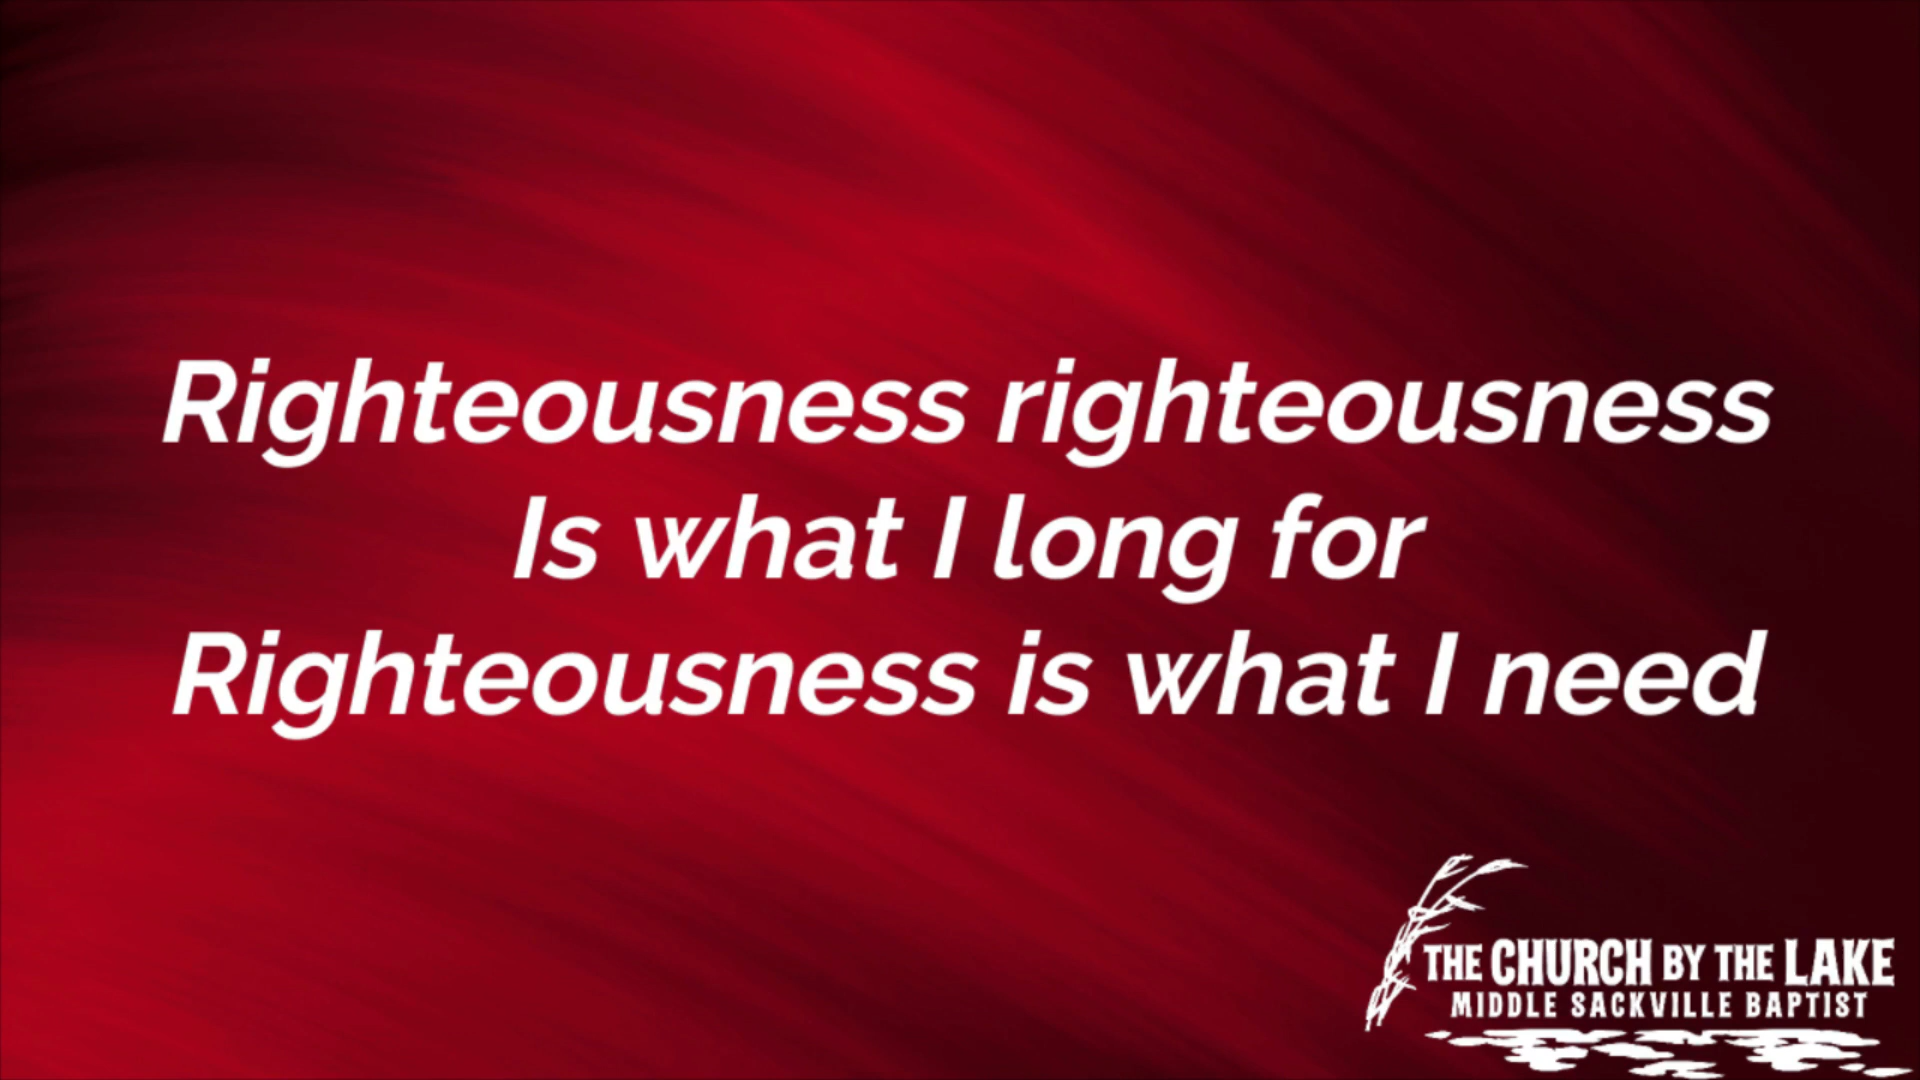 Righteousness righteousness
Is what I long for
Righteousness is what I need
THE CHURCH BY THE LAKE
MIDDLE SACKVILLE BAPTIST